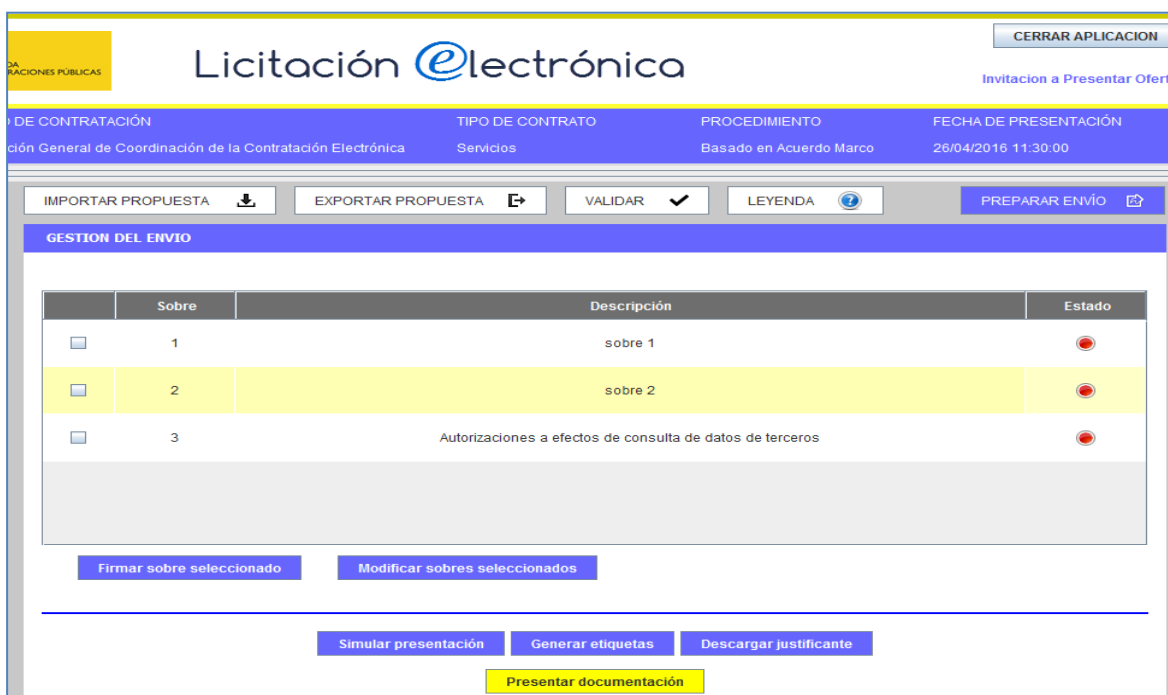 CERRAR APLICACION
DA
RACIONES PÚBLICAS
Licitación electrónica
Invitacion a Presentar Ofert
O DE CONTRATACIÓN TIPO DE CONTRATO PROCEDIMIENTO FECHA DE PRESENTACIÓN
ción General de Coordinación de la Contratación Electrónica Servicios Basado en Acuerdo Marco 26/04/2016 11:30:00
IMPORTAR PROPUESTA EXPORTAR PROPUESTA VALIDAR LEYENDA PREPARAR ENVÍO
GESTION DEL ENVIO
Sobre Descripción Estado
1 sobre 1
2 sobre 2
3 Autorizaciones a efectos de consulta de datos de terceros
Firmar sobre seleccionado Modificar sobres seleccionados
Simular presentación Generar etiquetas Descargar justificante
Presentar documentación